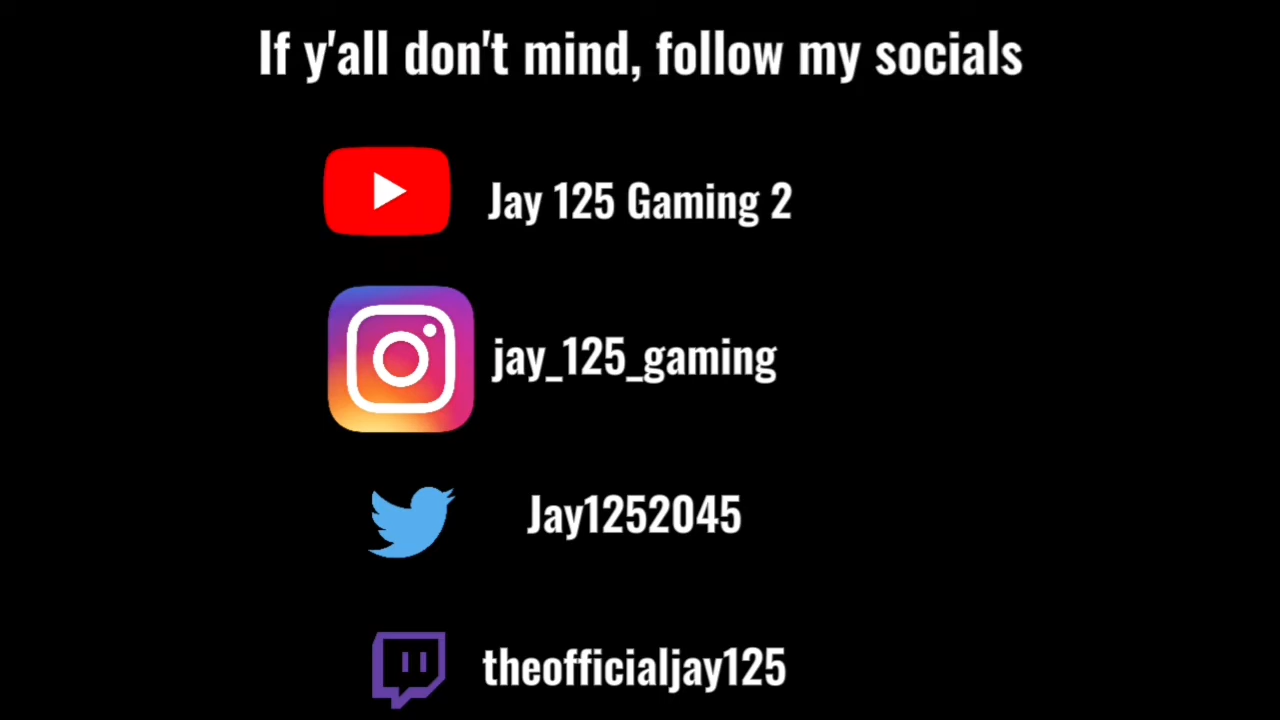 If y'all don't mind, follow my socials
Jay 125 Gaming 2
jay_125_gaming
Jay1252045
theofficialjay125